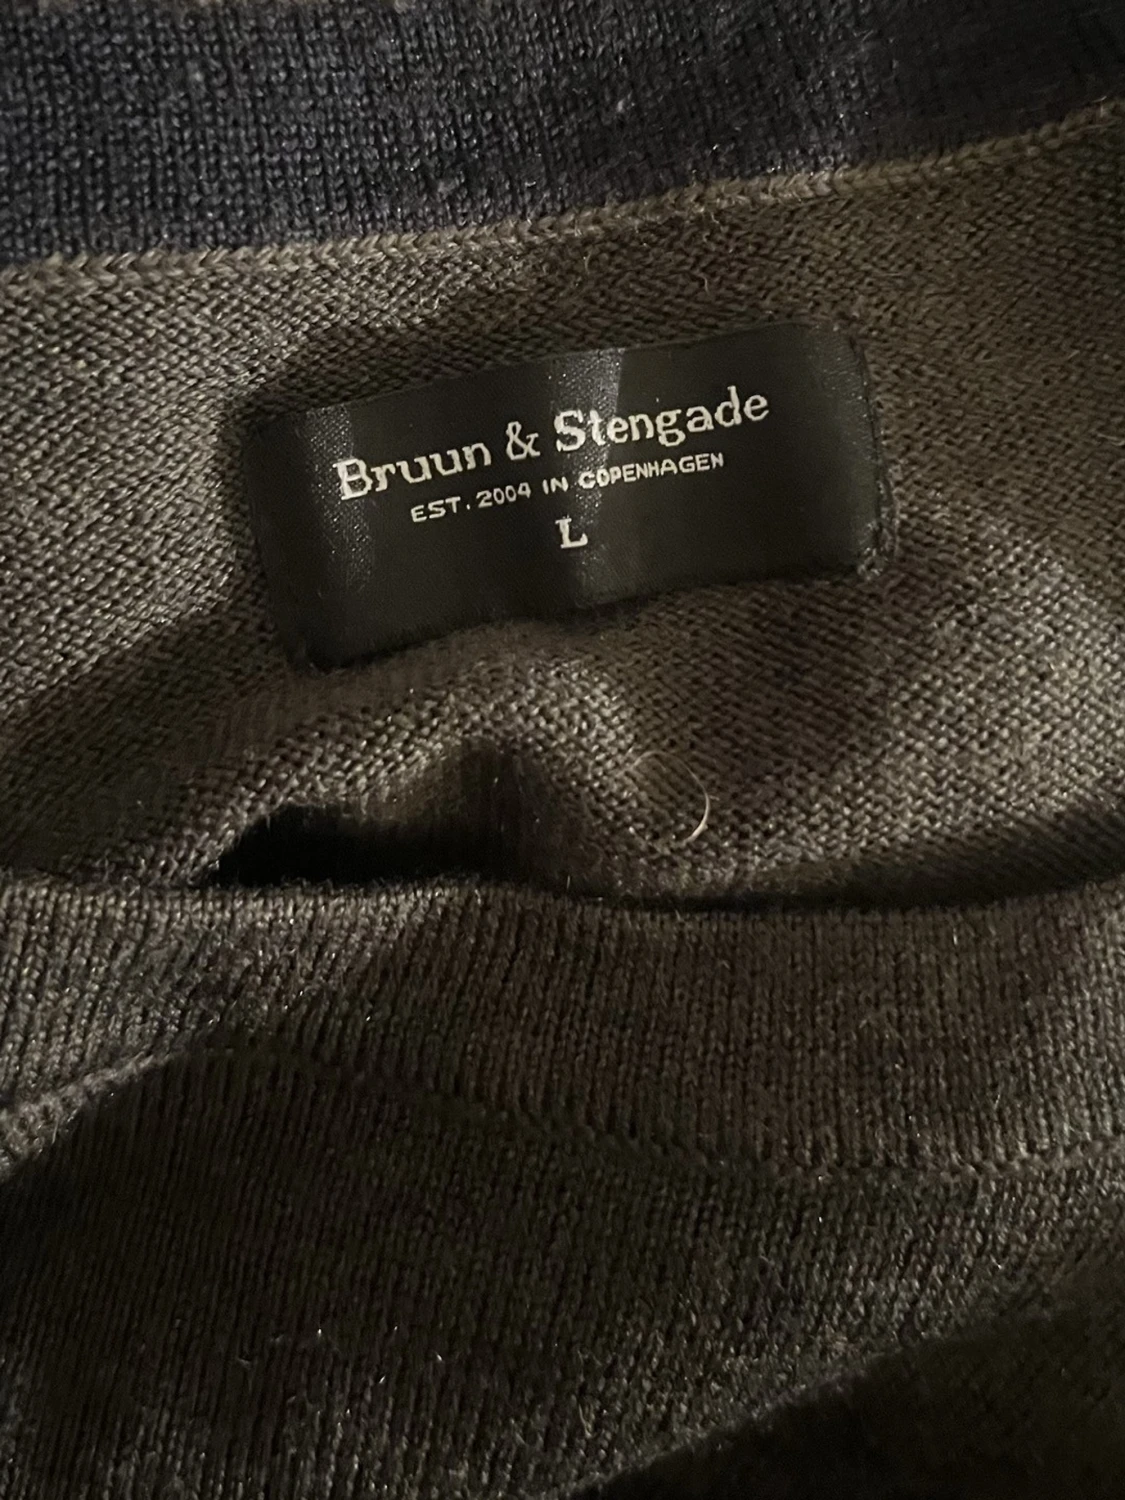 Bruun & Stengade
EST. 2004 IN COPENHAGEN
L